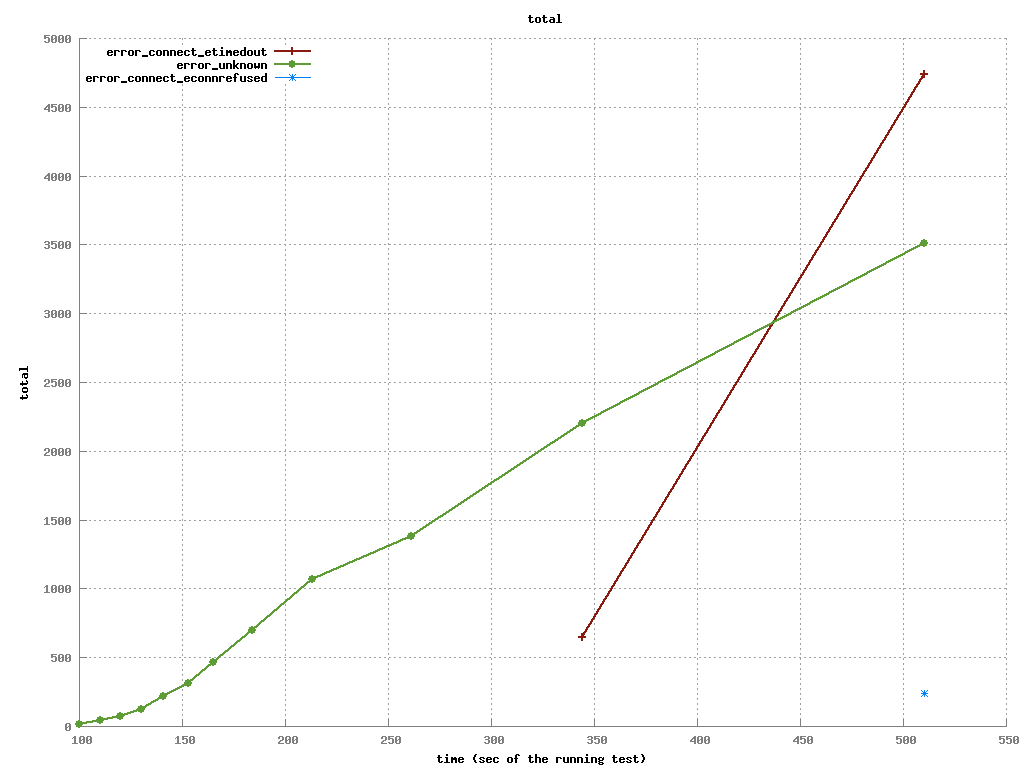 total
5000
4500
4000
3500
3000
2500
2000
1500
1000
500
0
error_connect_etimedout
error_unknown
error_connect_econnrefused
total
100 150 200 250 300 350 400 450 500 550
time (sec of the running test)